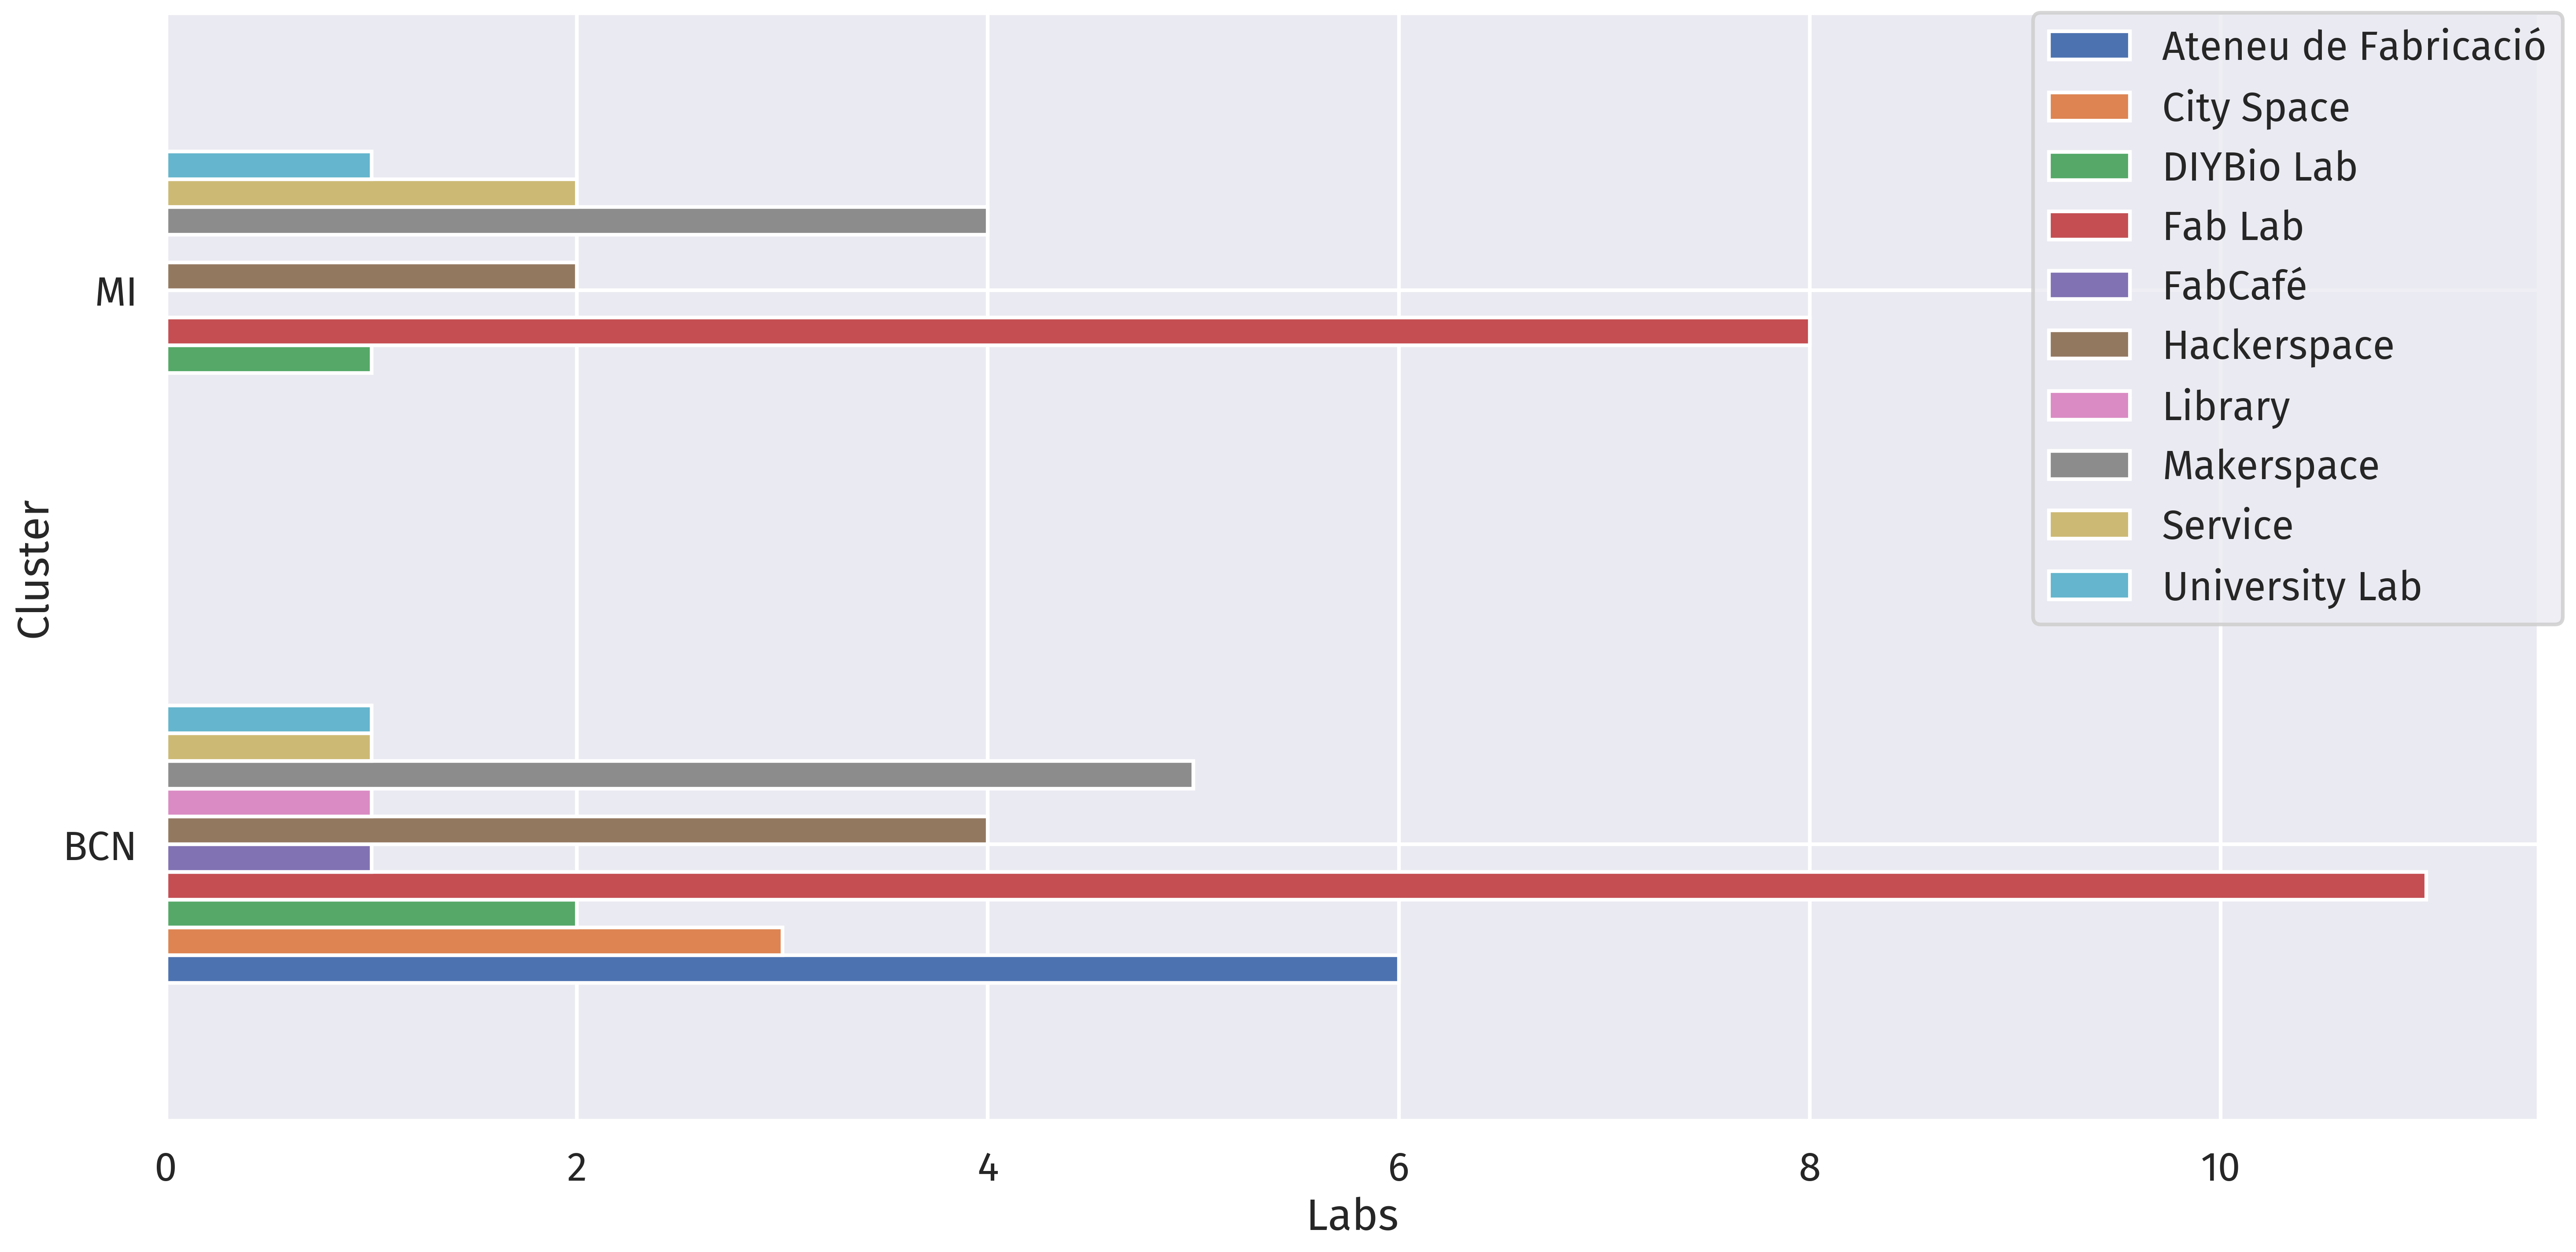 Ateneu de Fabricació
City Space
DIYBio Lab
Fab Lab
FabCafé
Hackerspace
Library
Makerspace
Service
University Lab
MI
BCN
Cluster
0 2 4 6 8 10
Labs